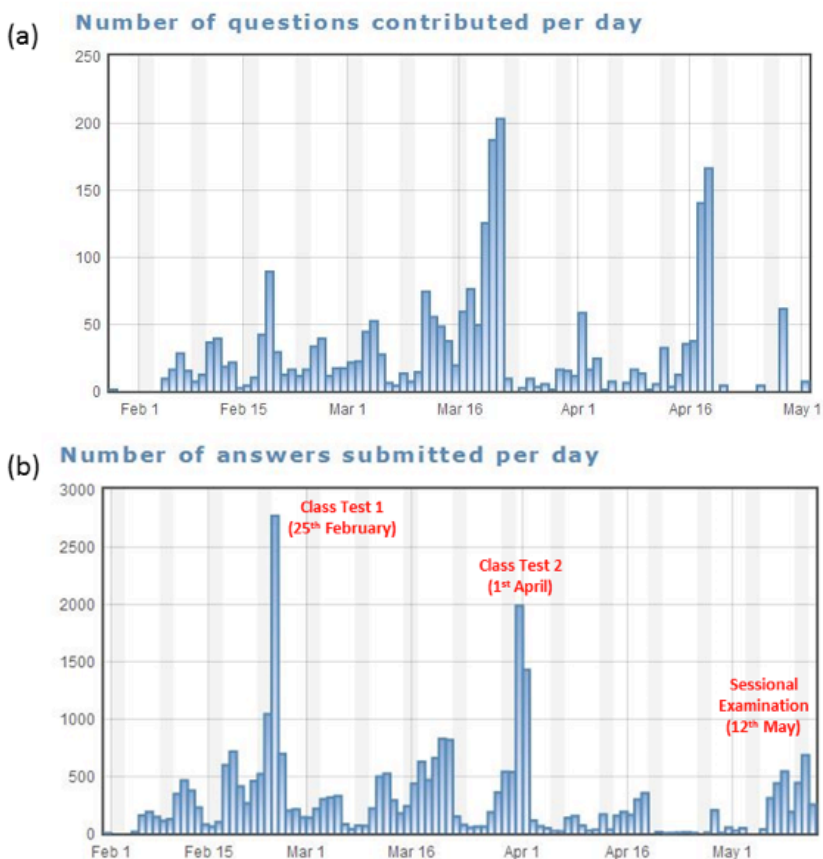 (a)
Number of questions contributed per day
250
200
150
100
50
0
Feb 1 Feb 15 Mar 1 Mar 16 Apr 1 Apr 16 May 1
(b)
Number of answers submitted per day
3000
2500
2000
1500
1000
500
0
Class Test 1
(25th February)
Class Test 2
(1st April)
Sessional
Examination
(12th May)
Feb 1 Feb 15 Mar 1 Mar 16 Apr 1 Apr 16 May 1